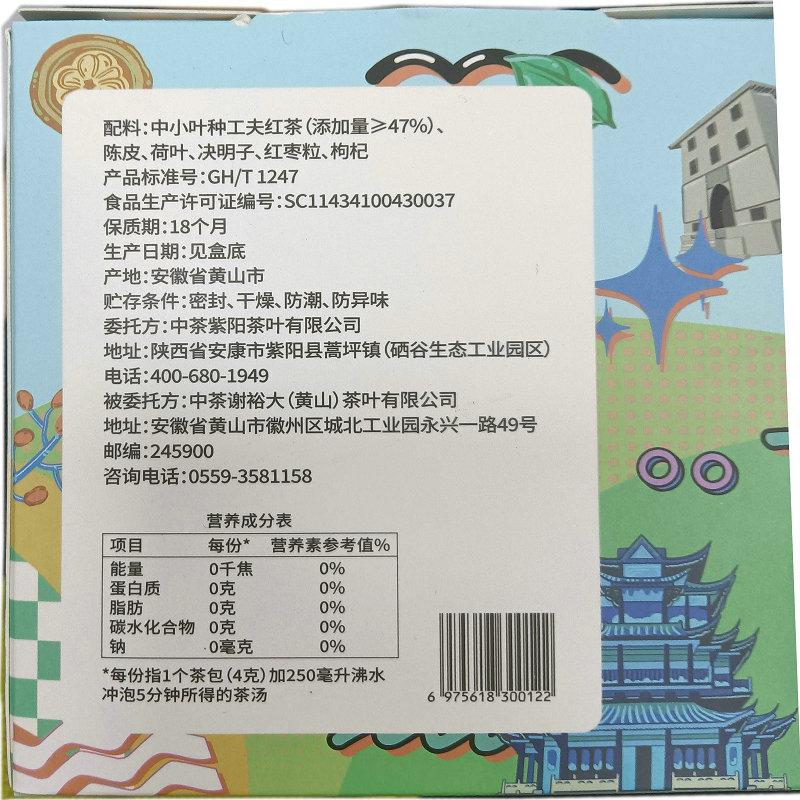 配料:中小叶种工夫红茶(添加量≥47%)、
陈皮、荷叶、决明子、红枣粒、枸杞
产品标准号:GH/T 1247
食品生产许可证编号:SC11434100430037
保质期:18个月
生产日期:见盒底
产地:安徽省黄山市
贮存条件:密封、干燥、防潮、防异味
委托方:中茶紫阳茶叶有限公司
地址:陕西省安康市紫阳县蒿坪镇(硒谷生态工业园区)
电话:400-680-1949
被委托方:中茶谢裕大(黄山)茶叶有限公司
地址:安徽省黄山市徽州区城北工业园永兴一路49号
邮编:245900
咨询电话:0559-3581158
营养成分表
项目 每份* 营养素参考值%
能量 0千焦 0%
蛋白质 0克 0%
脂肪 0克 0%
碳水化合物 0克 0%
钠 0毫克 0%
*每份指1个茶包(4克)加250毫升沸水
冲泡5分钟所得的茶汤
6 975618 300122